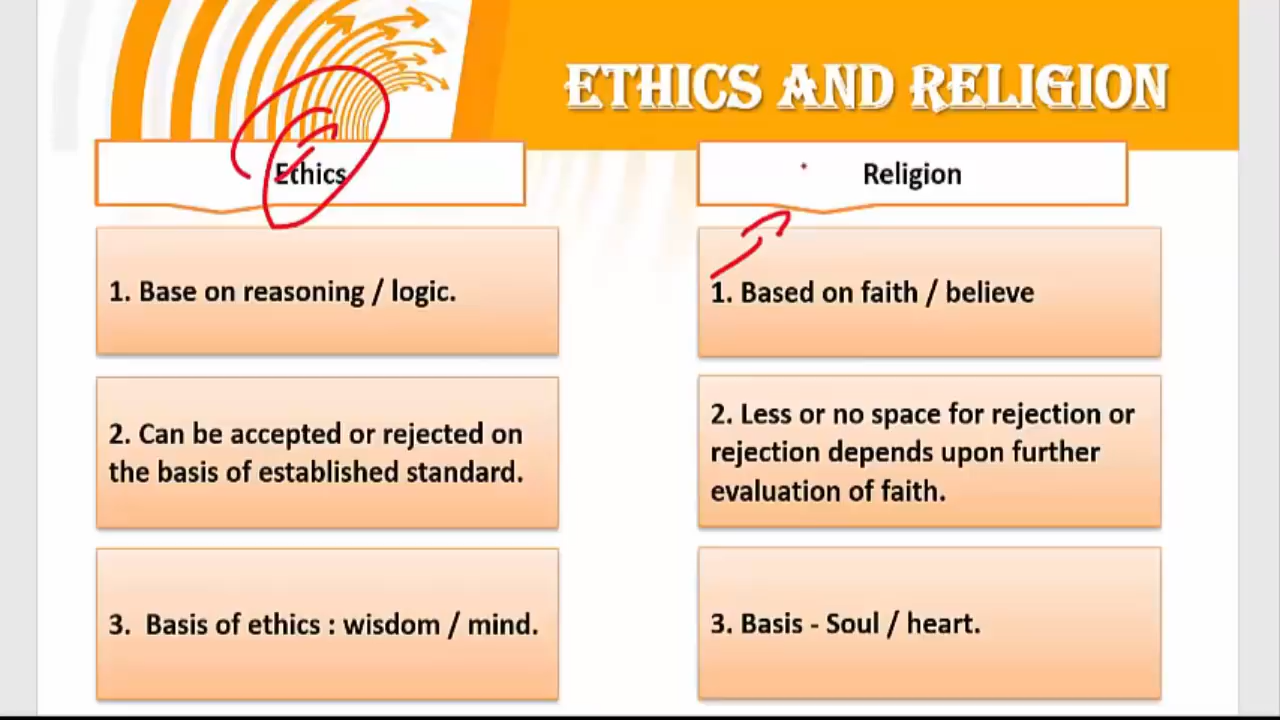 ETHICS AND RELIGION
Ethics
Religion
1. Base on reasoning / logic.
1. Based on faith / believe
2. Can be accepted or rejected on
the basis of established standard.
2. Less or no space for rejection or
rejection depends upon further
evaluation of faith.
3. Basis of ethics : wisdom / mind.
3. Basis - Soul / heart.